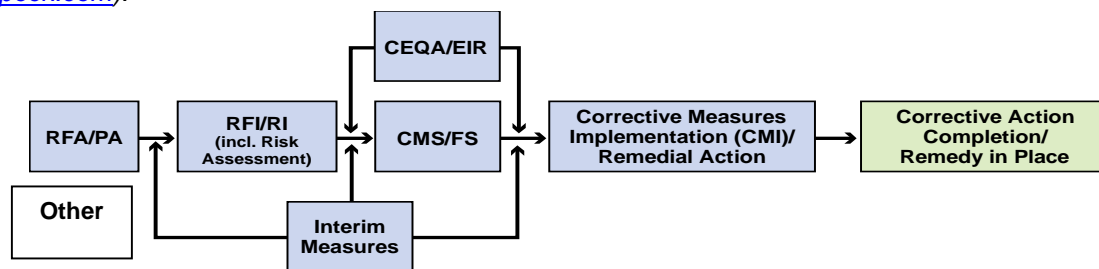 CEQA/EIR
RFA/PA
RFI/RI
(incl. Risk
Assessment)
CMS/FS
Corrective Measures
Implementation (CMI)/
Remedial Action
Corrective Action
Completion/
Remedy in Place
Other
Interim
Measures